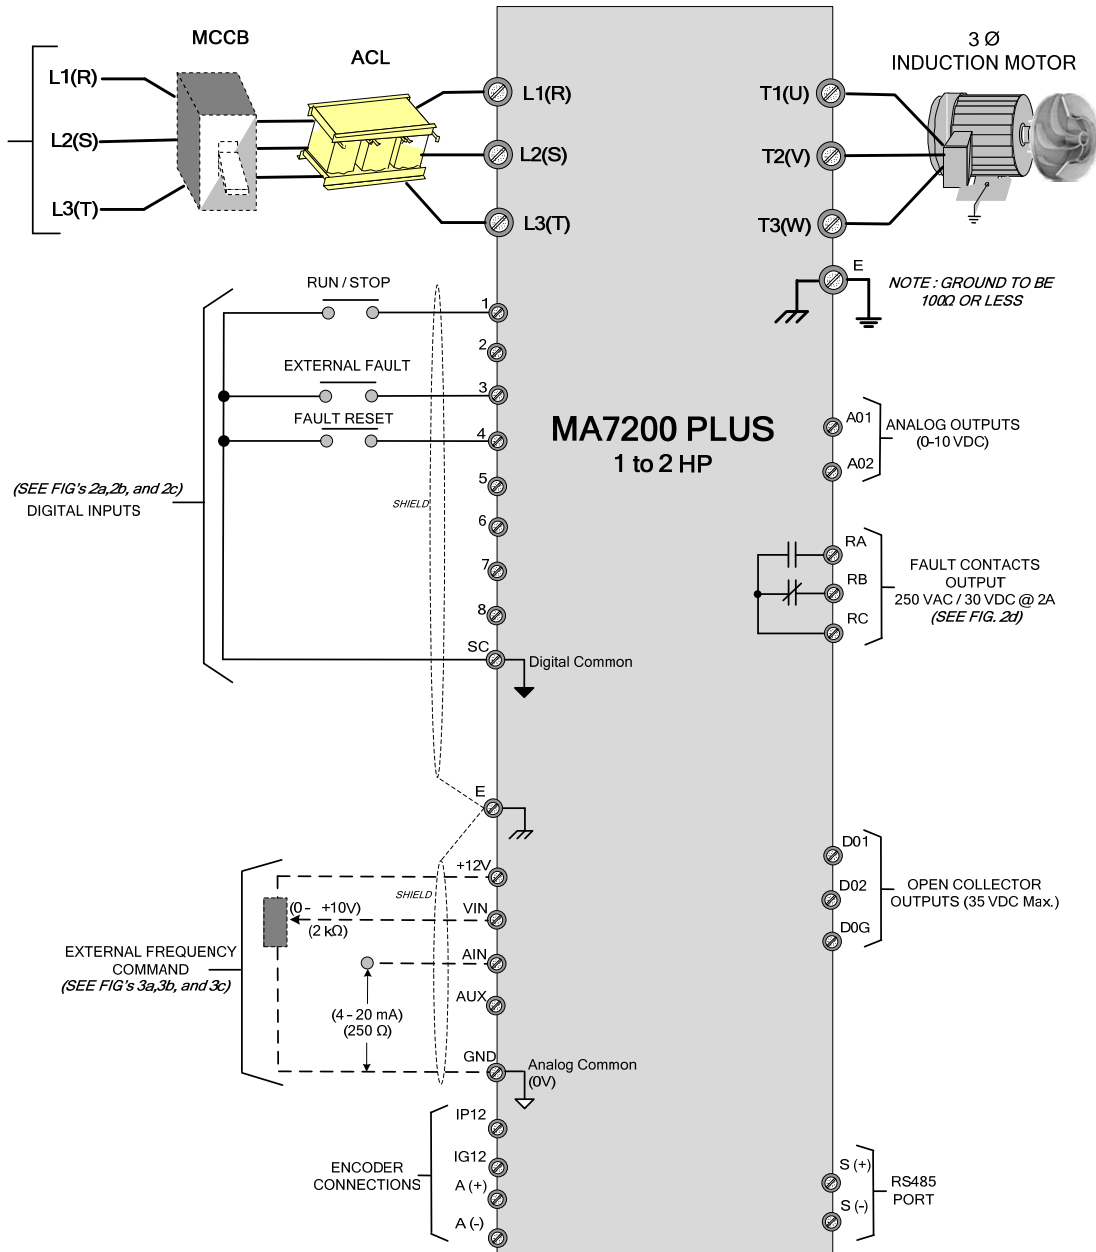 MCCB
ACL
3 Ø
INDUCTION MOTOR
L1(R)
L2(S)
L3(T)
L1(R)
L2(S)
L3(T)
T1(U)
T2(V)
T3(W)
E
NOTE : GROUND TO BE
100Ω OR LESS
RUN / STOP
1
2
EXTERNAL FAULT
3
FAULT RESET
4
5
6
7
8
SC
SHIELD
(SEE FIG's 2a,2b, and 2c)
DIGITAL INPUTS
Digital Common
MA7200 PLUS
1 to 2 HP
A01
A02
ANALOG OUTPUTS
(0-10 VDC)
RA
RB
RC
FAULT CONTACTS
OUTPUT
250 VAC / 30 VDC @ 2A
(SEE FIG. 2d)
E
+12V
SHIELD
(0 - +10V)
(2 kΩ)
VIN
AIN
AUX
(4 - 20 mA)
(250 Ω)
GND
Analog Common
(0V)
EXTERNAL FREQUENCY
COMMAND
(SEE FIG's 3a,3b, and 3c)
D01
D02
D0G
OPEN COLLECTOR
OUTPUTS (35 VDC Max.)
IP12
IG12
A (+)
A (-)
ENCODER
CONNECTIONS
S (+)
S (-)
RS485
PORT